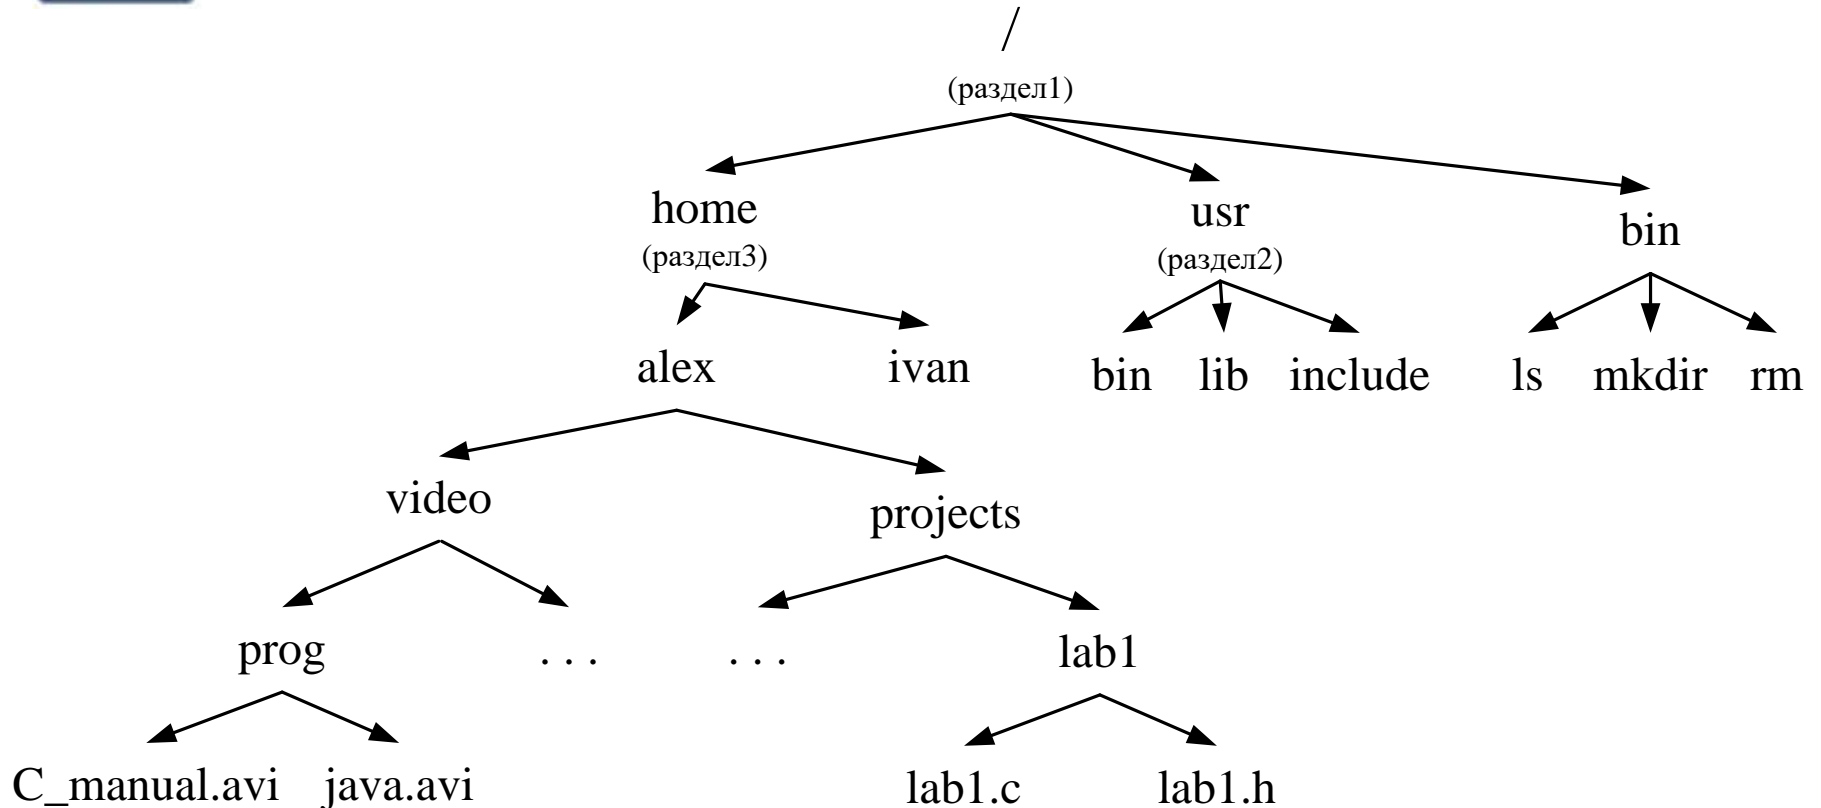 /
(раздел1)
home usr bin
(раздел3) (раздел2)
alex ivan bin lib include ls mkdir rm
video projects
prog . . . . . . lab1
C_manual.avi java.avi lab1.c lab1.h